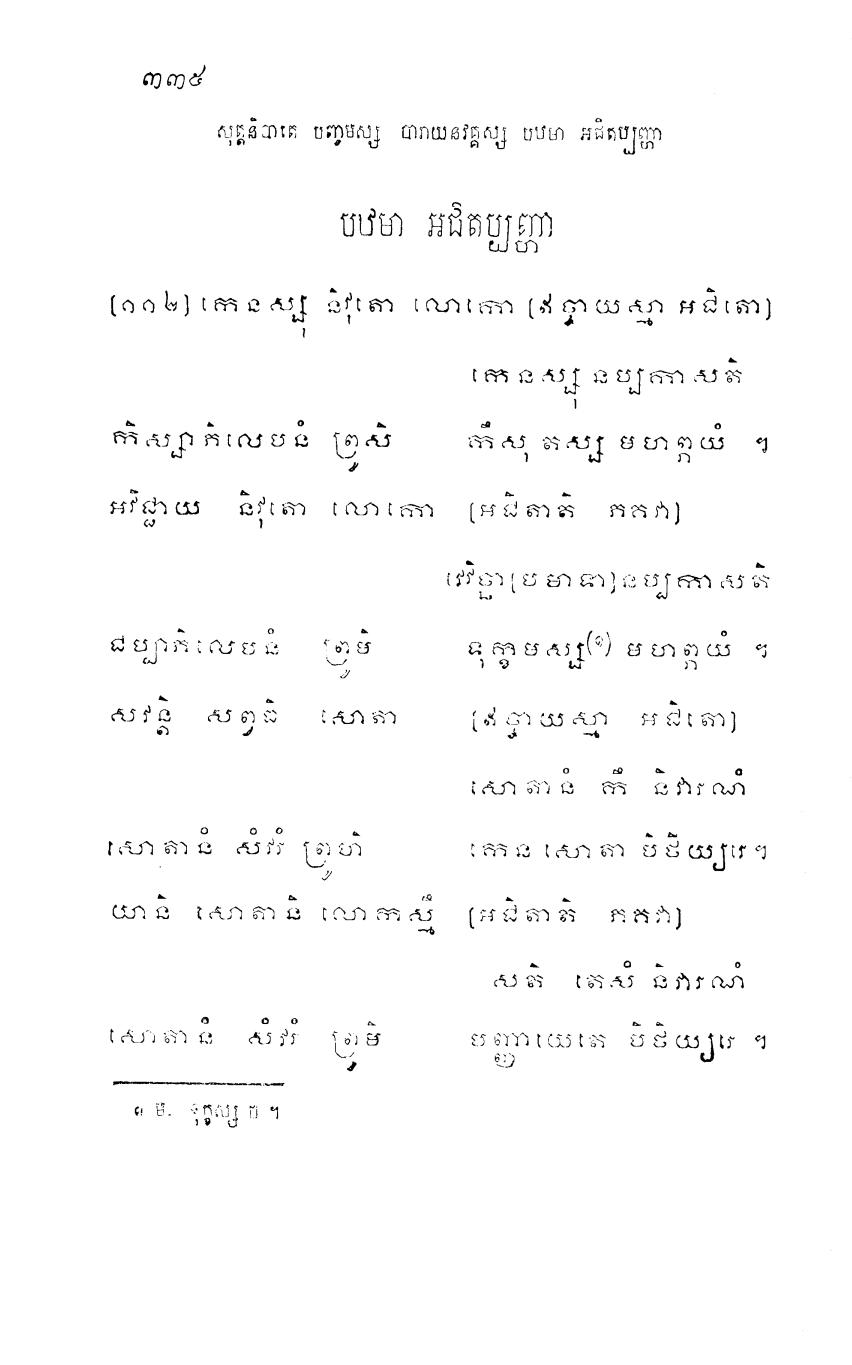 ៣៣៥
សុត្តនិបាតេ បញ្ចមស្ស បារាយនវគ្គស្ស បឋមា អជិតប្បញ្ហា
បឋមា អជិតប្បញ្ហា
[១១២] កេនស្សុ និវុតោ លោកោ [ឥច្ចាយស្មា អជិតោ]
កេនស្សុ នប្បកាសតិ
កិស្សាភិលេបនំ ព្រូសិ កឹសុ តស្ស មហព្ភយំ ។
អវិជ្ជាយ និវុតោ លោកោ [អជិតាតិ ភគវា]
វេវិច្ឆា [បមាទា] នប្បកាសតិ
ជប្បាភិលេបនំ ព្រូមិ ទុក្ខមស្ស(១) មហព្ភយំ ។
សវន្តិ សព្វធិ សោតា [ឥច្ចាយស្មា អជិតោ]
សោតានំ កឹ និវារណំ
សោតានំ សំវរំ ព្រូហិ កេន សោតា បិថិយ្យរេ ។
យានិ សោតានិ លោកស្មឹ [អជិតាតិ ភគវា]
សតិ តេសំ និវារណំ
សោតានំ សំវរំ ព្រូមិ បញ្ញាយេតេ បិថិយ្យរេ ។
១ ម. ទុក្ខស្ស ក ។